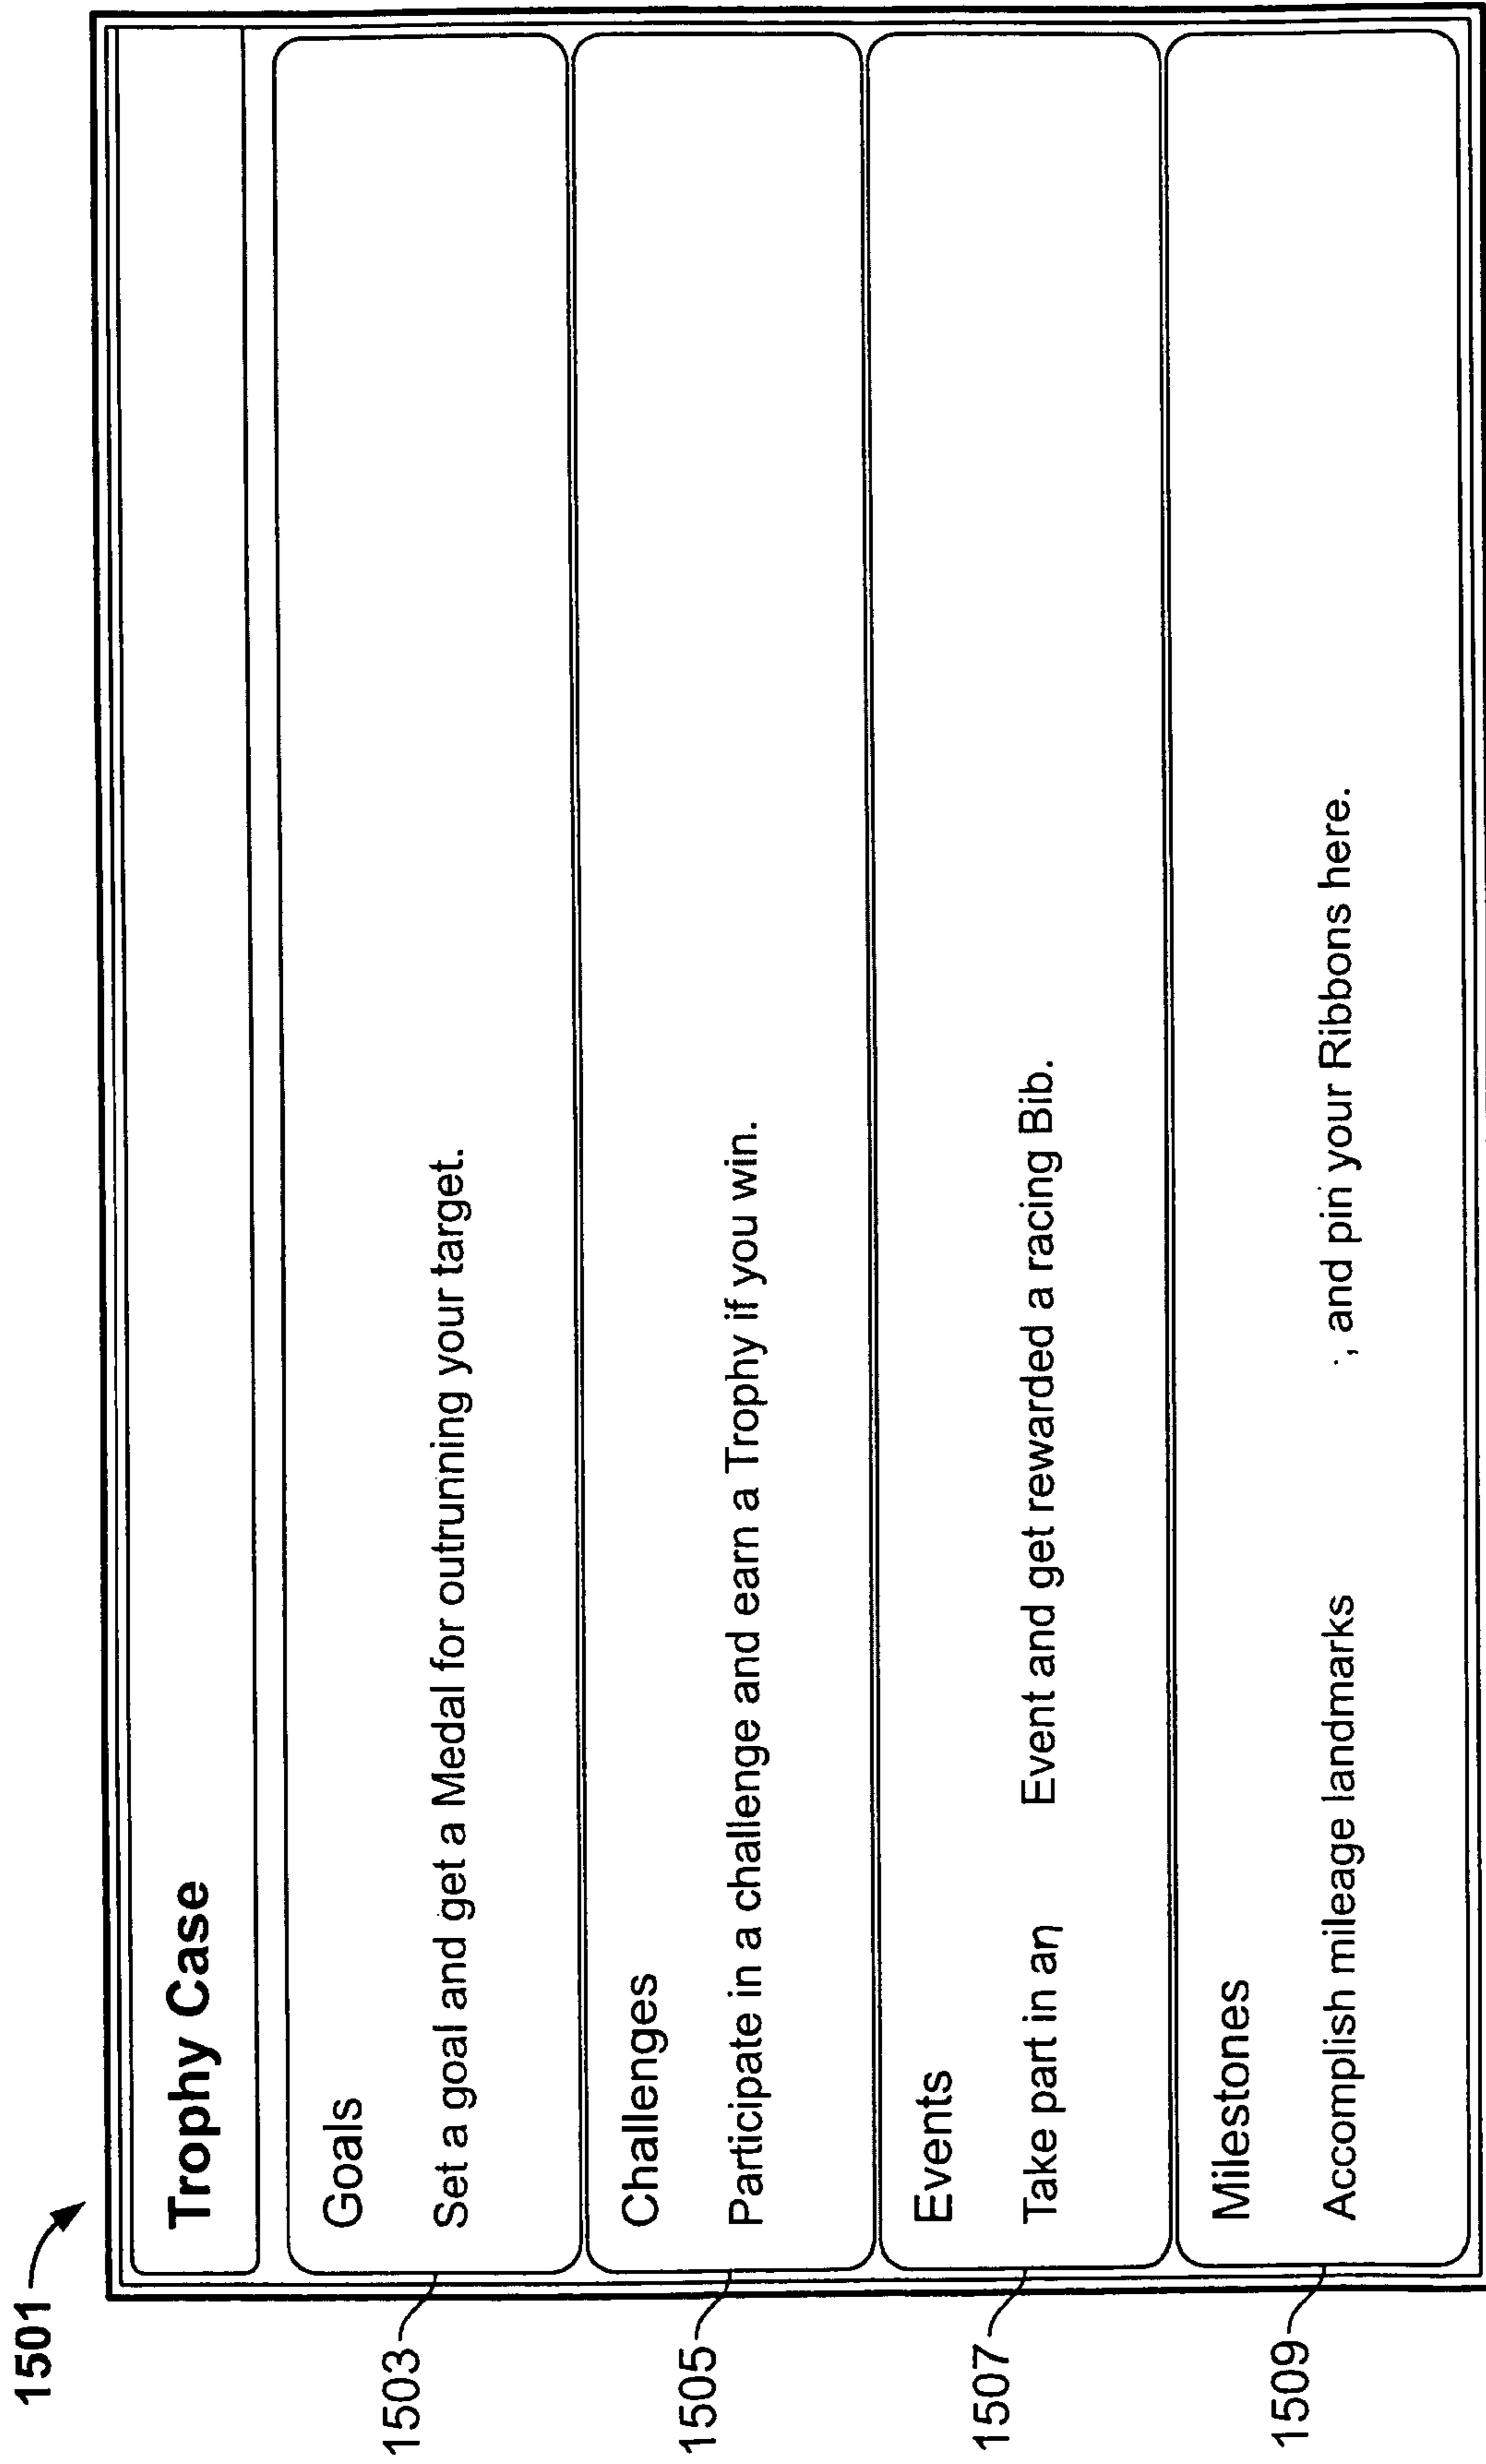 1501
Trophy Case
1503
Goals
Set a goal and get a Medal for outrunning your target.
1505
Challenges
Participate in a challenge and earn a Trophy if you win.
1507
Events
Take part in an Event and get rewarded a racing Bib.
1509
Milestones
Accomplish mileage landmarks , and pin your Ribbons here.